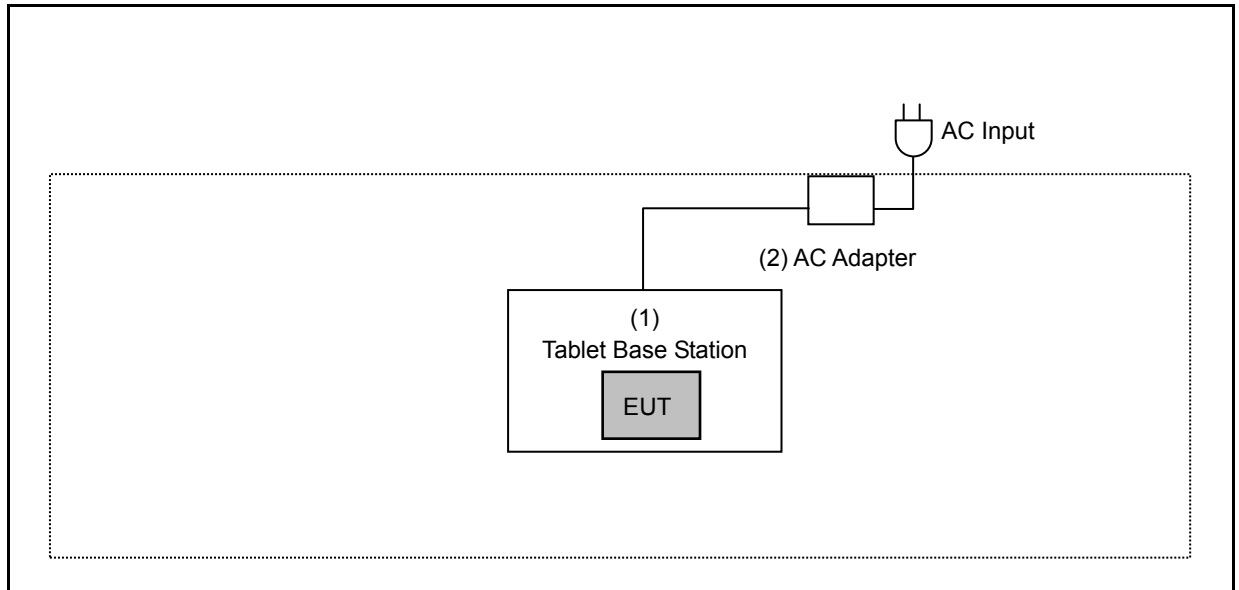 AC Input
(2) AC Adapter
(1)
Tablet Base Station
EUT